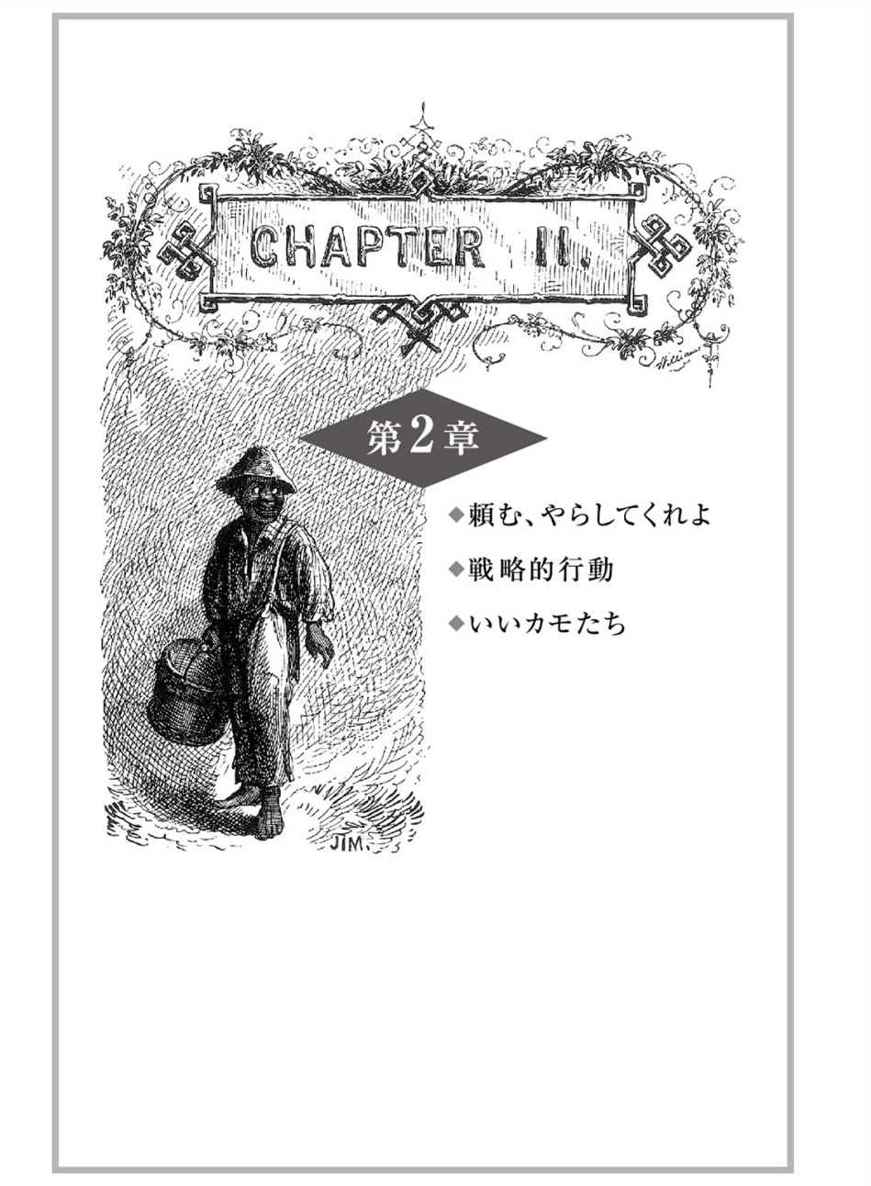 CHAPTER II.
Williams
第2章
◆頼む、やらしてくれよ
◆戦略的行動
◆いいカモたち
JIM.